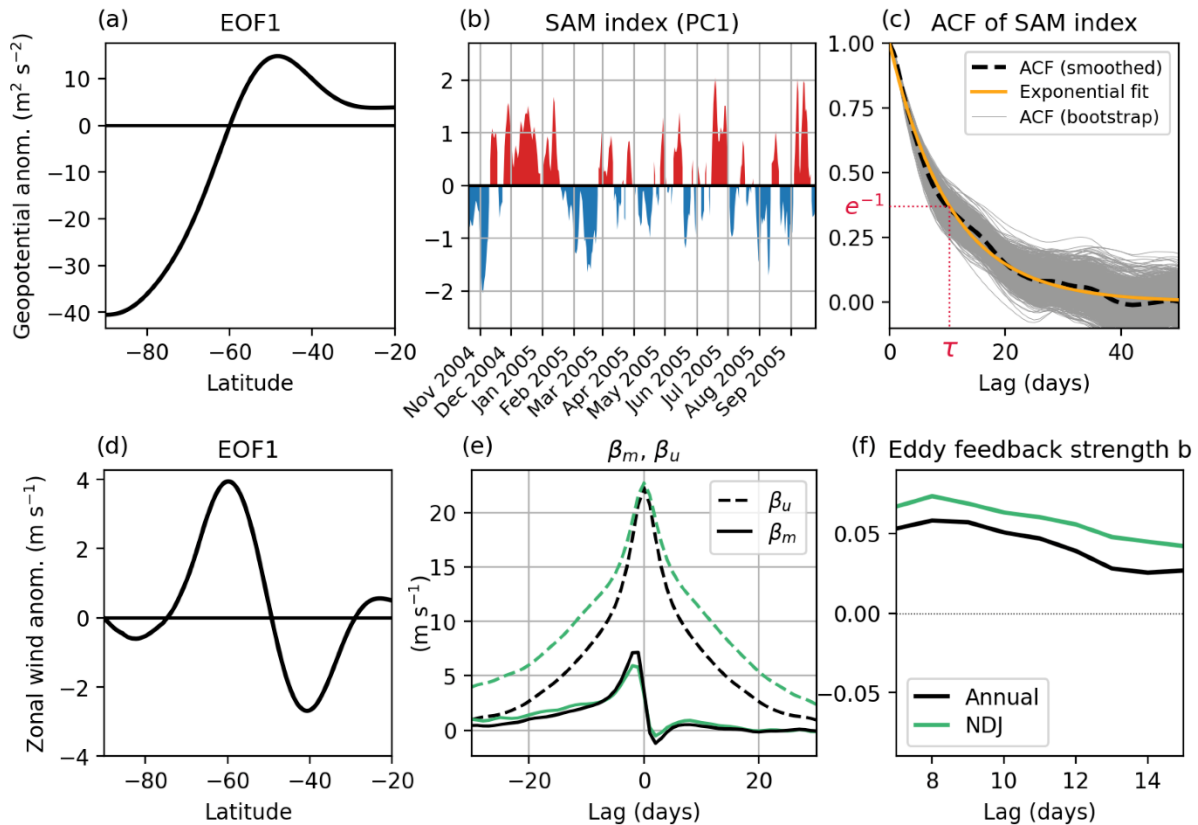 (a)
EOF1
Geopotential anom. (m² s⁻²)
10
0
−10
−20
−30
−40
−80
−60
−40
−20
Latitude
(b)
SAM index (PC1)
2
1
0
−1
−2
Nov 2004
Dec 2004
Jan 2005
Feb 2005
Mar 2005
Apr 2005
May 2005
Jun 2005
Jul 2005
Aug 2005
Sep 2005
(c)
ACF of SAM index
1.00
0.75
0.50
e⁻¹
0.25
0.00
ACF (smoothed)
Exponential fit
ACF (bootstrap)
0
τ
20
40
Lag (days)
(d)
EOF1
Zonal wind anom. (m s⁻¹)
4
2
0
−2
−4
−80
−60
−40
−20
Latitude
(e)
βₘ, βᵤ
(m s⁻¹)
20
15
10
5
0
βᵤ
βₘ
−20
0
20
Lag (days)
(f)
Eddy feedback strength b
0.05
0.00
−0.05
Annual
NDJ
8
10
12
14
Lag (days)